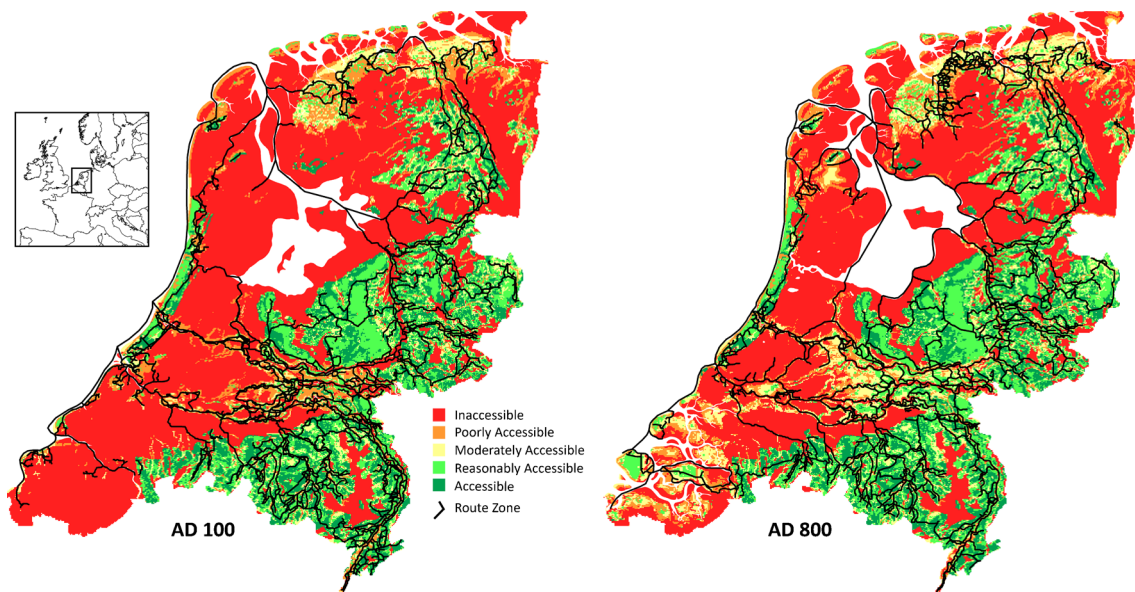 Inaccessible
Poorly Accessible
Moderately Accessible
Reasonably Accessible
Accessible
Route Zone
AD 100
AD 800